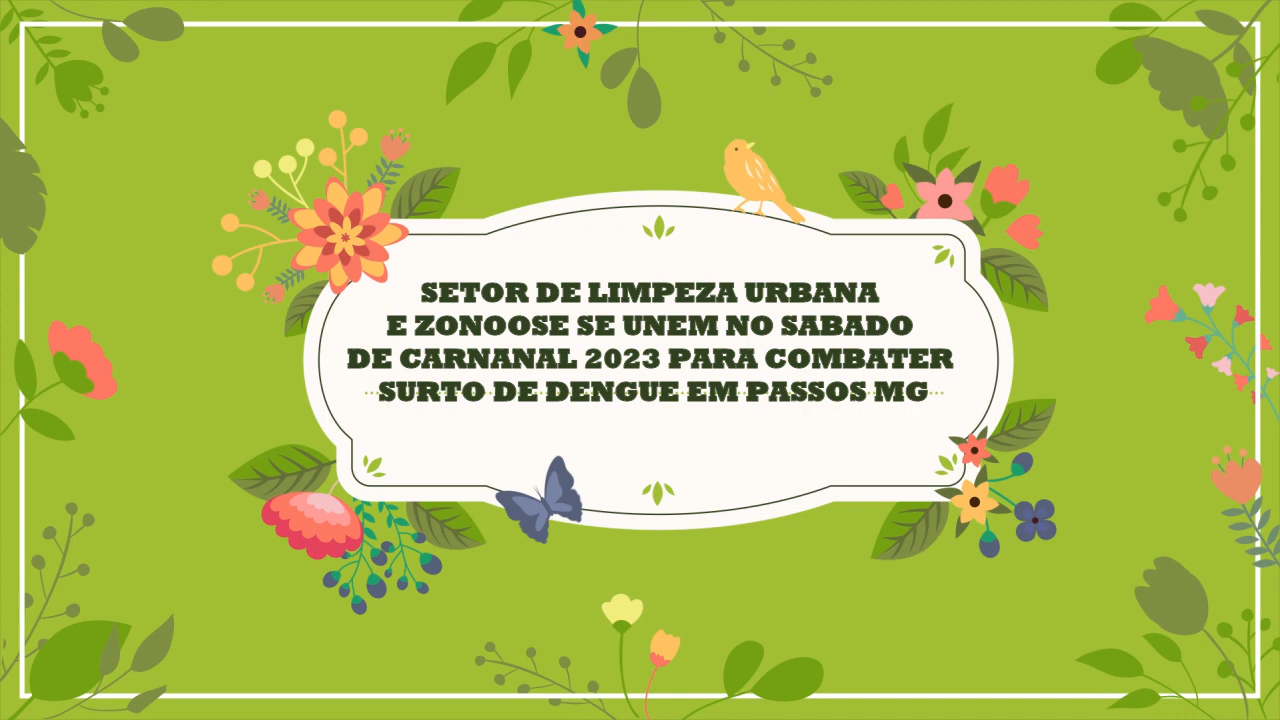 SETOR DE LIMPEZA URBANA
E ZONOOSE SE UNEM NO SABADO
DE CARNANAL 2023 PARA COMBATER
SURTO DE DENGUE EM PASSOS MG